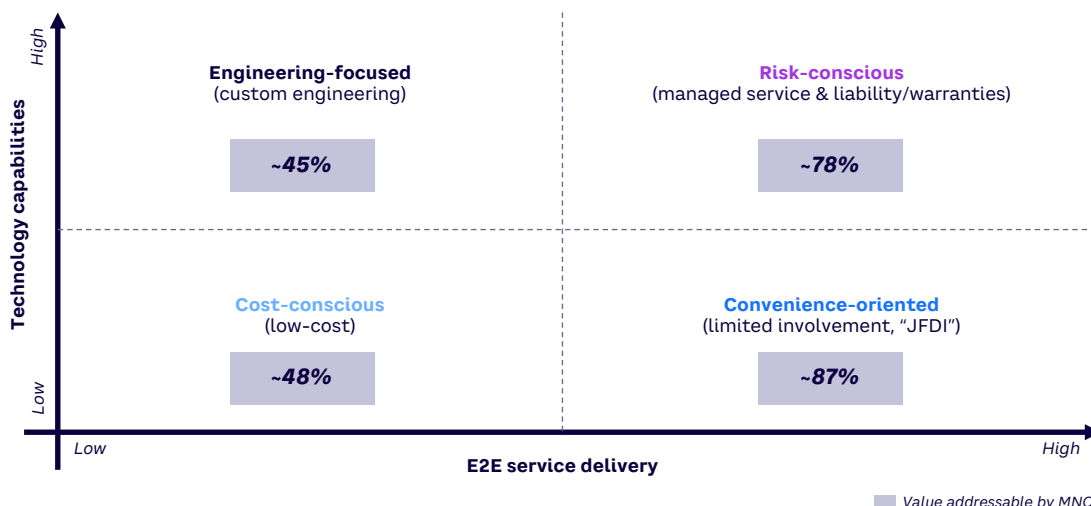 High
Technology capabilities
Low
Engineering-focused
(custom engineering)
~45%
Risk-conscious
(managed service & liability/warranties)
~78%
Cost-conscious
(low-cost)
~48%
Convenience-oriented
(limited involvement, “JFDI”)
~87%
Low
E2E service delivery
High
Value addressable by MNC